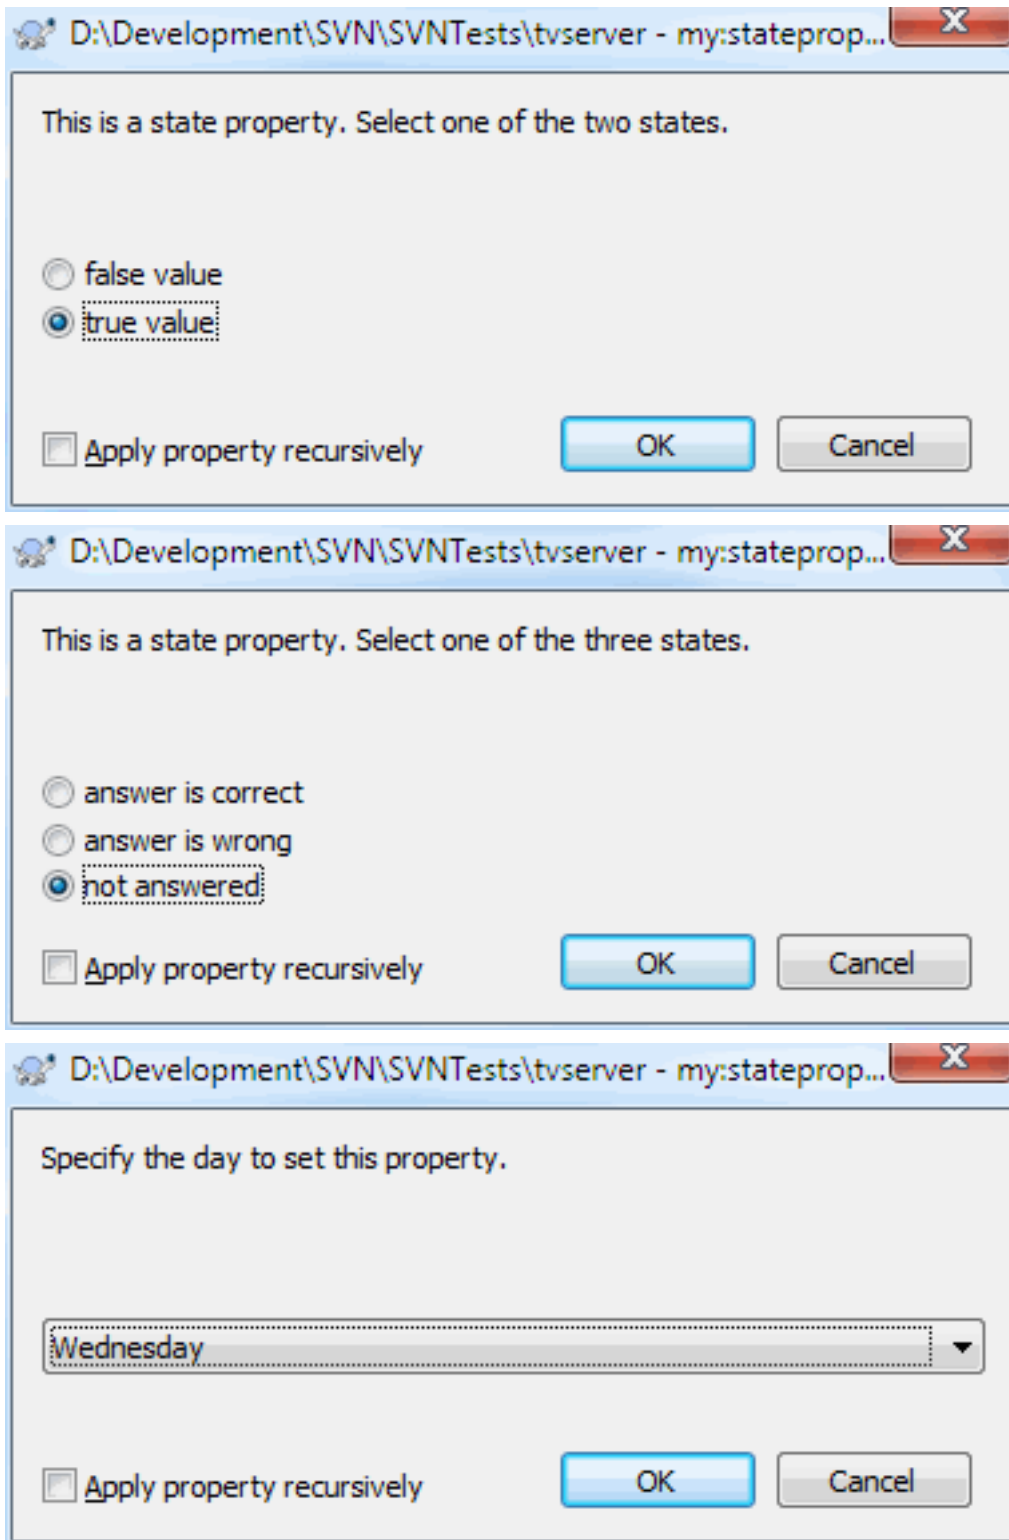 D:\Development\SVN\SVNTests\tvserver - my:stateprop...
This is a state property. Select one of the two states.
false value
true value
Apply property recursively OK Cancel
D:\Development\SVN\SVNTests\tvserver - my:stateprop...
This is a state property. Select one of the three states.
answer is correct
answer is wrong
not answered
Apply property recursively OK Cancel
D:\Development\SVN\SVNTests\tvserver - my:stateprop...
Specify the day to set this property.
Wednesday
Apply property recursively OK Cancel